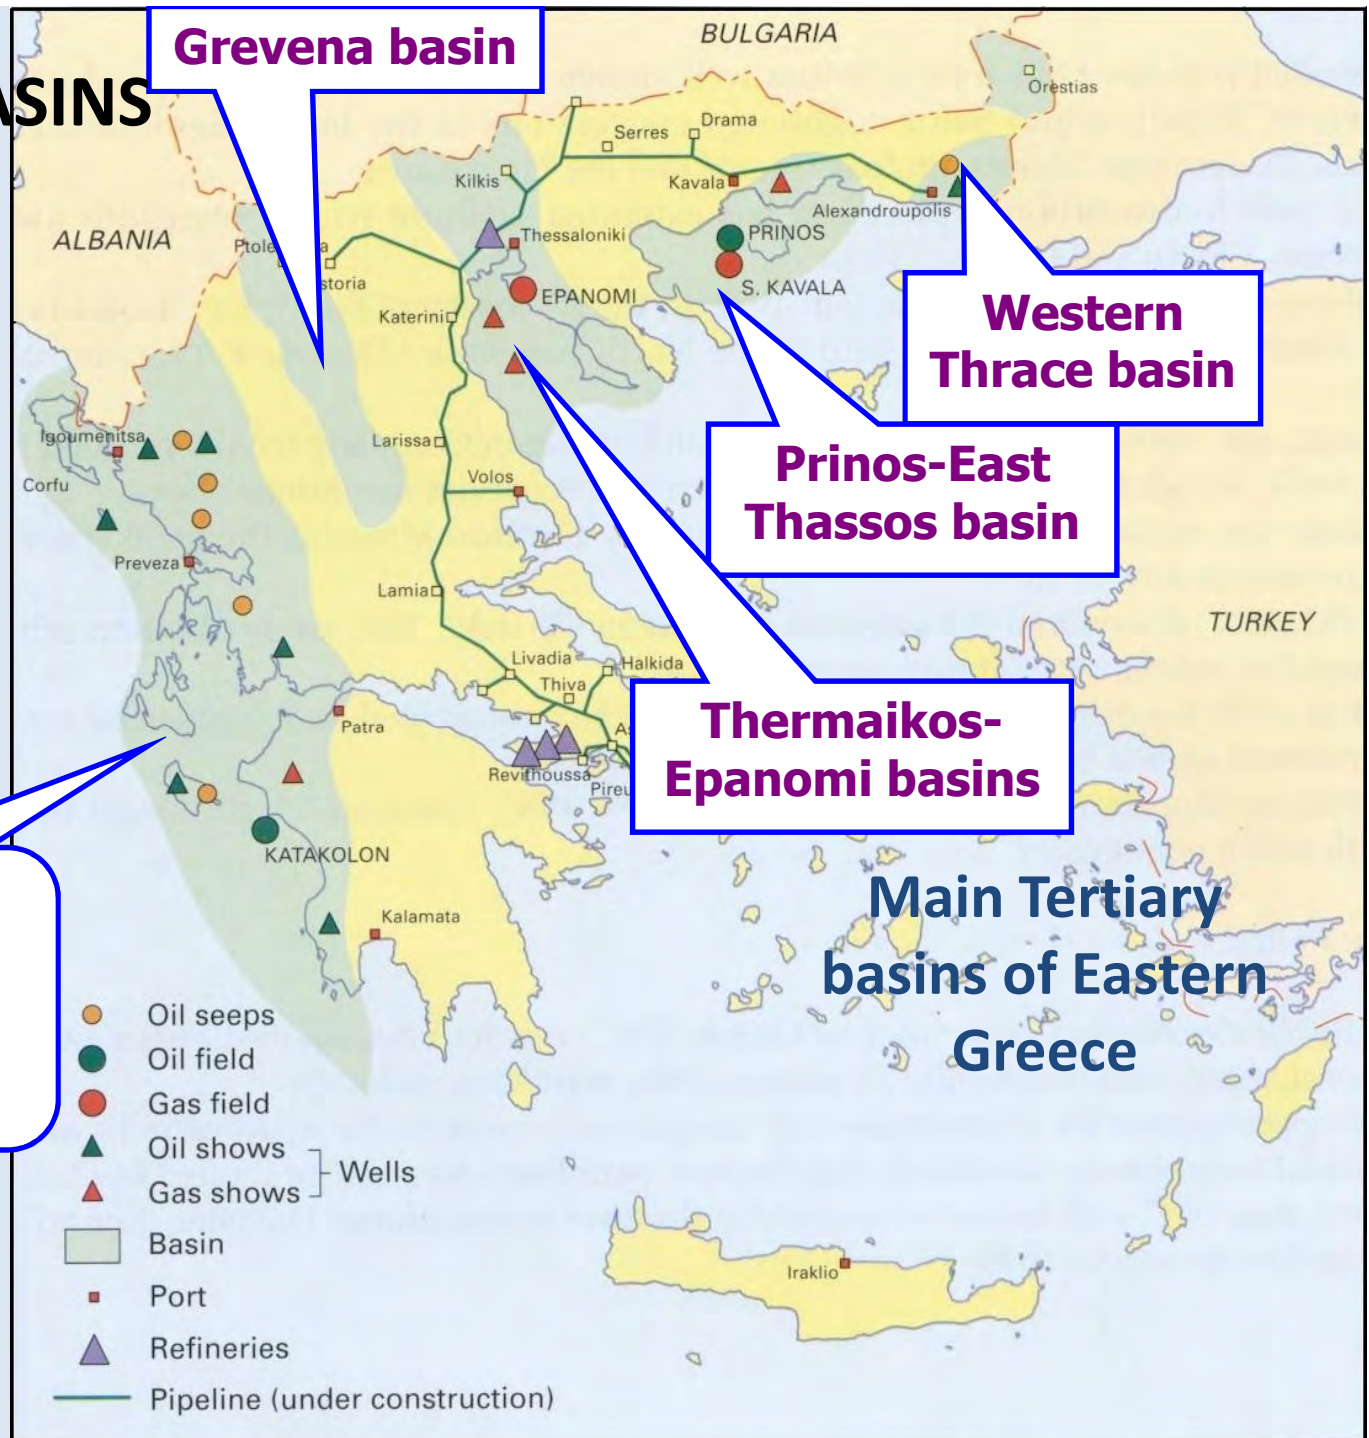 Grevena basin
BULGARIA
Orestias
Drama
Serres
Kilkis
Kavala
Alexandroupolis
ALBANIA
Thessaloniki
PRINOS
S. KAVALA
EPANOMI
Katerini
Western
Thrace basin
Igoumenitsa
Larissa
Corfu
Volos
Prinos-East
Thassos basin
Preveza
Lamia
TURKEY
Livadia
Halkida
Thiva
Patra
Revithoussa
Thermaikos-
Epanomi basins
KATAKOLON
Kalamata
Main Tertiary
basins of Eastern
Greece
Oil seeps
Oil field
Gas field
Oil shows
Gas shows
Wells
Basin
Port
Refineries
Pipeline (under construction)
Iraklio